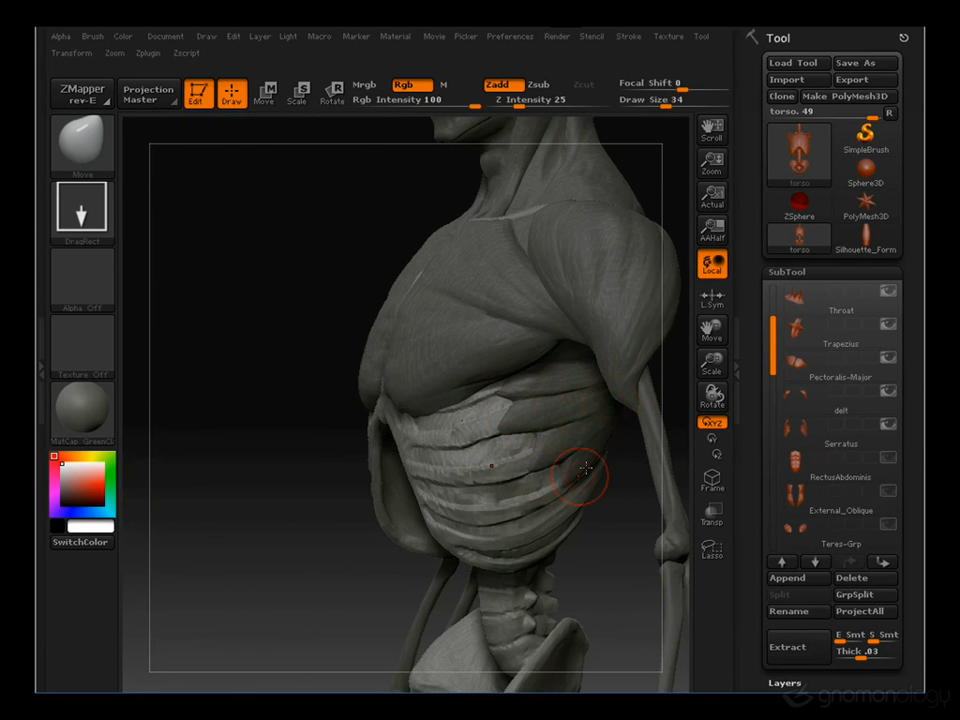 Alpha Brush Color Document Draw Edit Layer Light Macro Marker Material Movie Picker Preferences Render Stencil Stroke Texture Tool
Transform Zoom Zplugin Zscript
ZMapper
rev-E
Projection
Master
Edit
Draw
Move
Scale
Rotate
Mrgb Rgb M
Rgb Intensity 100
Zadd Zsub Zcut
Z Intensity 25
Focal Shift 0
Draw Size 34
Move
DragRect
Alpha Off
Texture Off
MatCap GreenCl
SwitchColor
Scroll
Zoom
Actual
AAHalf
Local
L.Sym
Move
Scale
Rotate
XYZ
Frame
Transp
Lasso
Tool
Load Tool Save As
Import Export
Clone Make PolyMesh3D
torso. 49 R
torso
SimpleBrush
Sphere3D
ZSphere
PolyMesh3D
torso
Silhouette_Form
SubTool
Throat
Trapezius
Pectoralis-Major
delt
Serratus
RectusAbdominis
External_Oblique
Teres-Grp
Append Delete
Split GrpSplit
Rename ProjectAll
Extract
E Smt S Smt
Thick .03
Layers
gnomonology